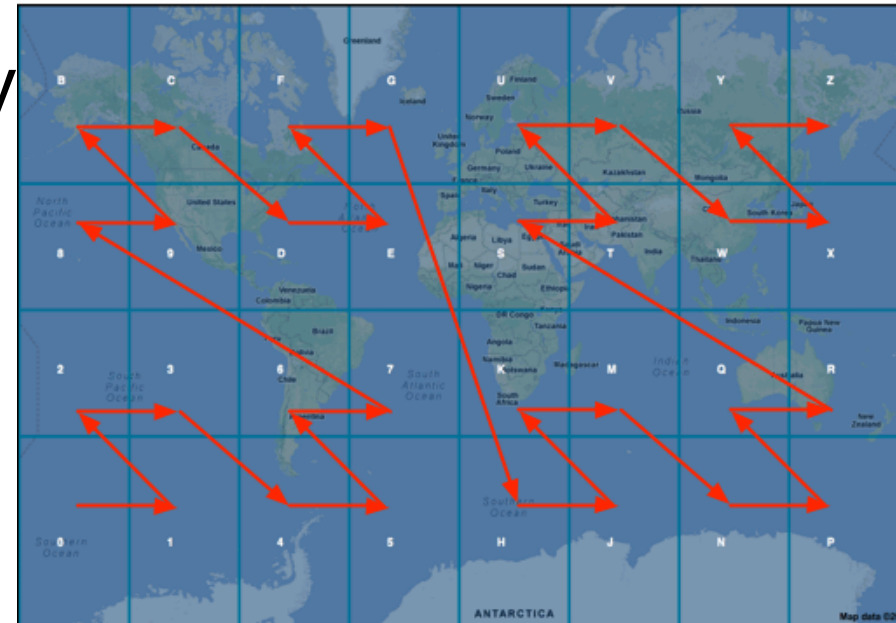 Greenland
y
B C F G U V Y Z
Finland
Iceland
Sweden
Russia
Norway
United
Kingdom
Canada
Poland
Germany
Ukraine
Kazakhstan
Mongolia
France
Italy
Spain
Turkey
North
Pacific
Ocean
United States
South Korea
Japan
Afghanistan
Pakistan
Algeria
Libya
Egypt
Mexico
8 9 D E S T W X
Saudi
Arabia
India
Mali
Niger
Chad
Sudan
Thailand
Nigeria
Ethiopia
Venezuela
Colombia
DR Congo
Tanzania
Indonesia
Papua New
Guinea
Brazil
Angola
Bolivia
Namibia
Botswana
Madagascar
2 3 6 7 K M Q R
South
Pacific
Ocean
Chile
South
Atlantic
Ocean
Indian
Ocean
South
Africa
Argentina
New
Zealand
Southern
Ocean
Southern
Ocean
0 1 4 5 H J N P
ANTARCTICA
Map data ©2